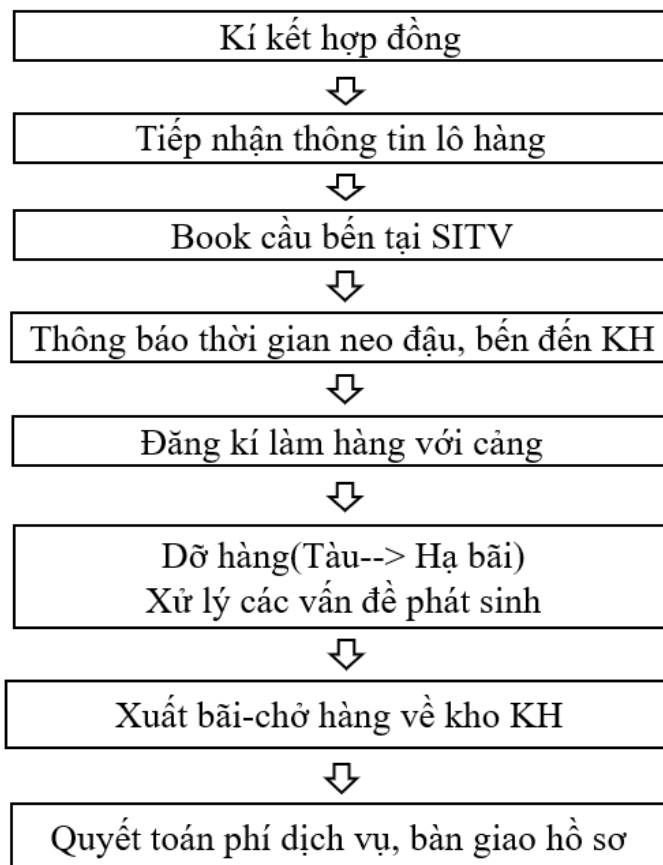 Kí kết hợp đồng
Tiếp nhận thông tin lô hàng
Book cầu bến tại SITV
Thông báo thời gian neo đậu, bến đến KH
Đăng kí làm hàng với cảng
Dỡ hàng(Tàu--> Hạ bãi)
Xử lý các vấn đề phát sinh
Xuất bãi-chở hàng về kho KH
Quyết toán phí dịch vụ, bàn giao hồ sơ